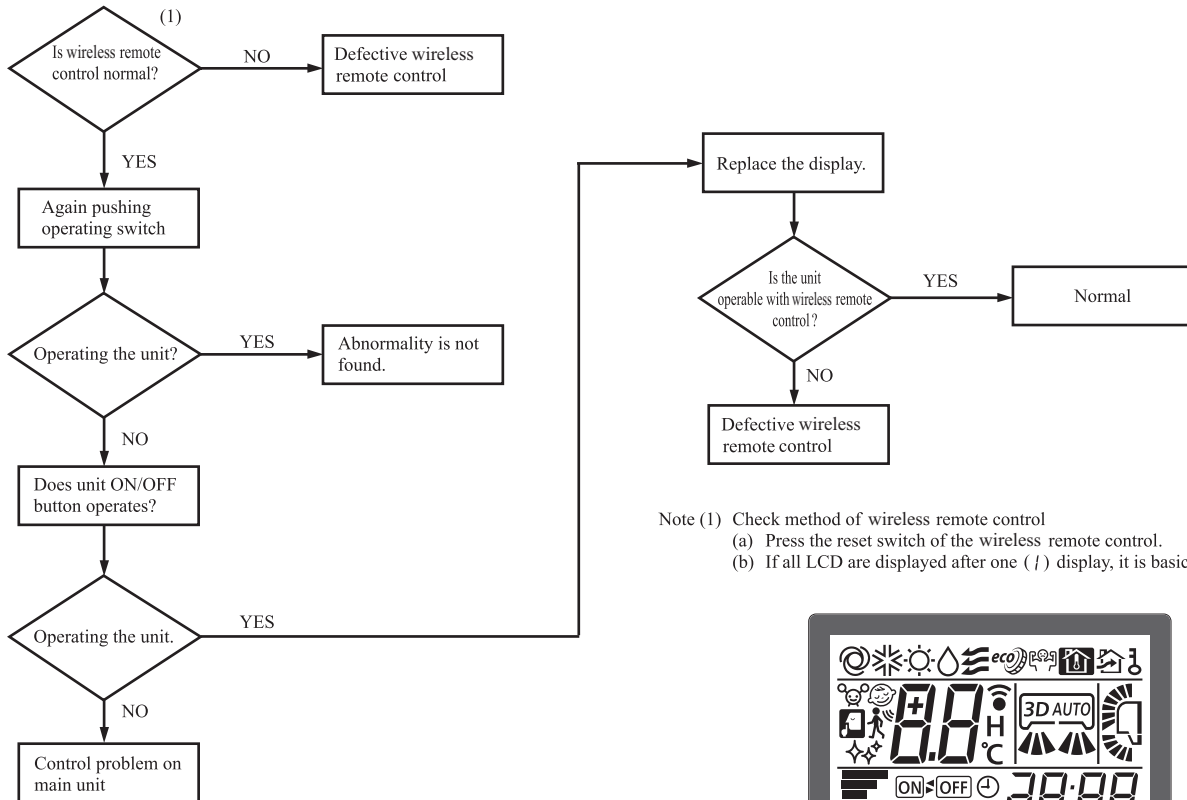 (1)
Is wireless remote
control normal?
NO
Defective wireless
remote control
YES
Again pushing
operating switch
Operating the unit?
YES
Abnormality is not
found.
NO
Does unit ON/OFF
button operates?
Operating the unit.
YES
NO
Control problem on
main unit
Replace the display.
Is the unit
operable with wireless remote
control ?
YES
Normal
NO
Defective wireless
remote control
Note (1) Check method of wireless remote control
(a) Press the reset switch of the wireless remote control.
(b) If all LCD are displayed after one ( / ) display, it is basic
eco
+8.8
H
°C
3D AUTO
ON OFF